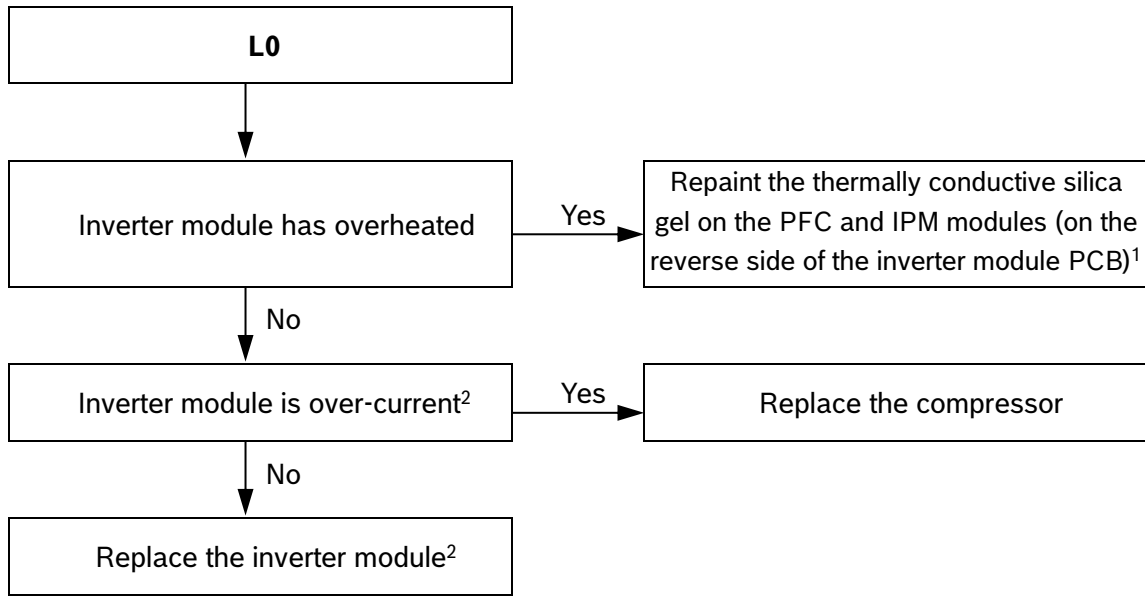 L0
Inverter module has overheated
Yes
Repaint the thermally conductive silica
gel on the PFC and IPM modules (on the
reverse side of the inverter module PCB)¹
No
Inverter module is over-current²
Yes
Replace the compressor
No
Replace the inverter module²